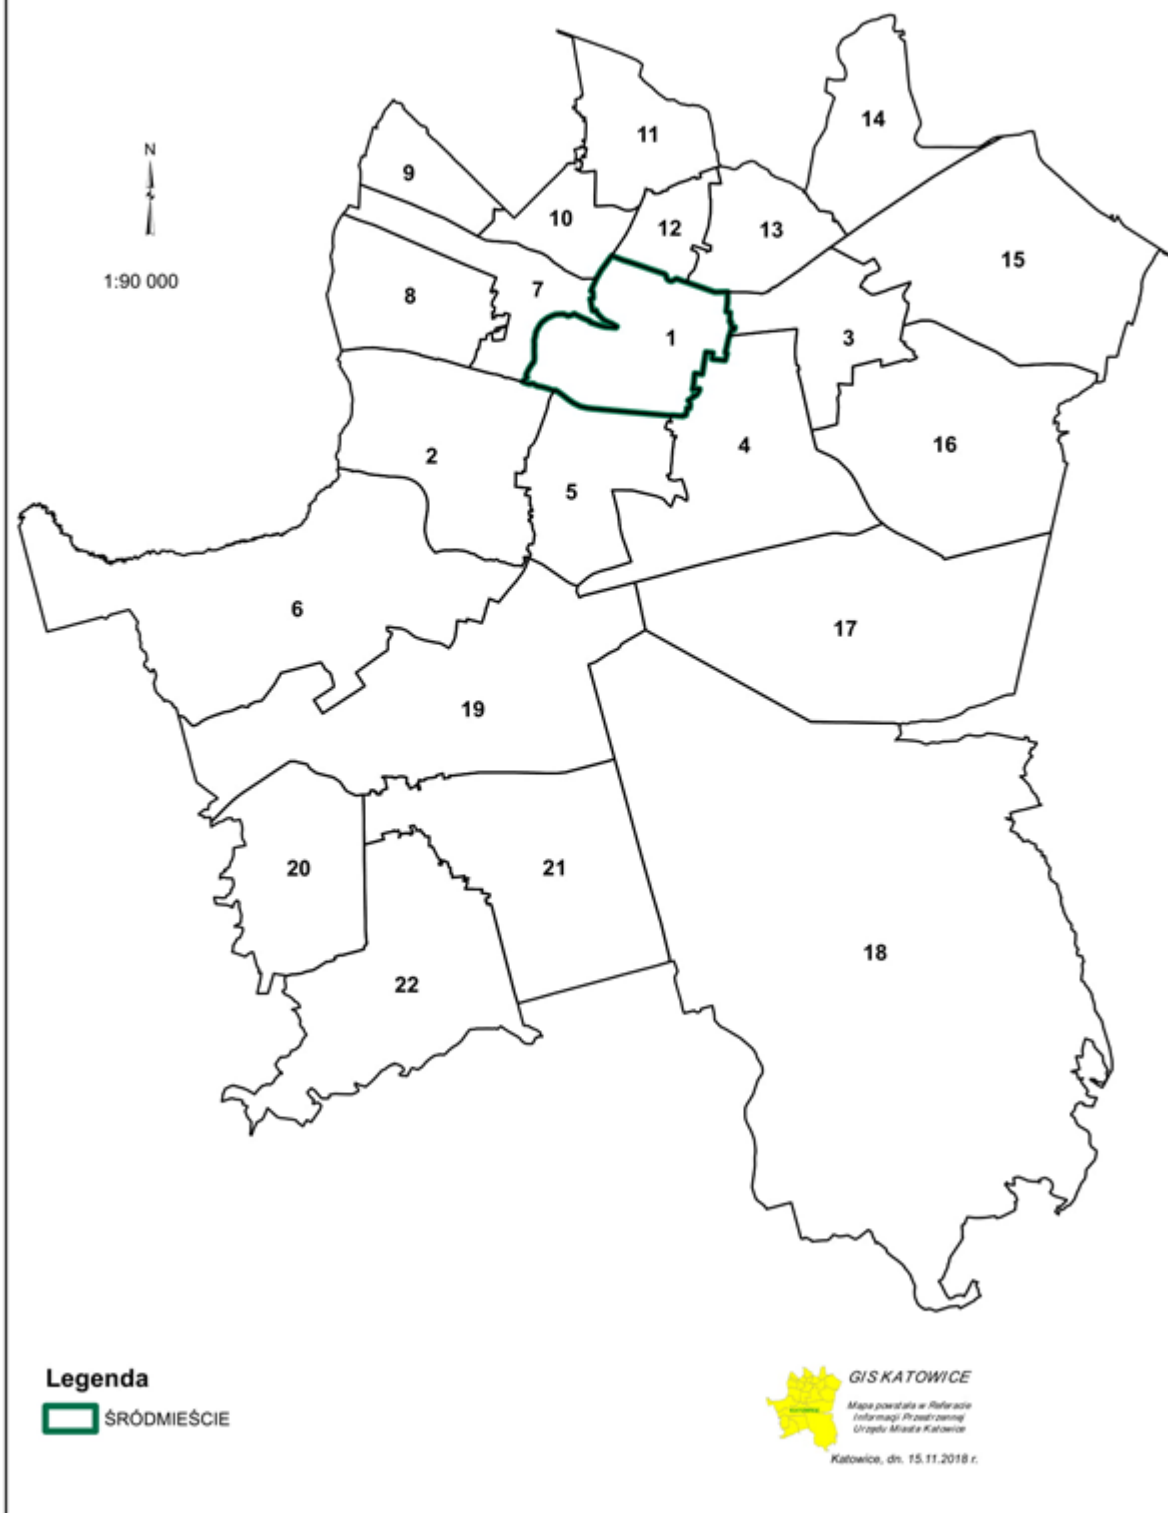 14
11
N
9
12
10
13
15
1:90 000
7
8
1
3
16
4
2
5
6
17
19
20
21
18
22
Legenda
ŚRÓDMIEŚCIE
GIS KATOWICE
Mapa powstała w Referacie
Informacji Przestrzennej
Urzędu Miasta Katowice
Katowice, dn. 15.11.2018 r.